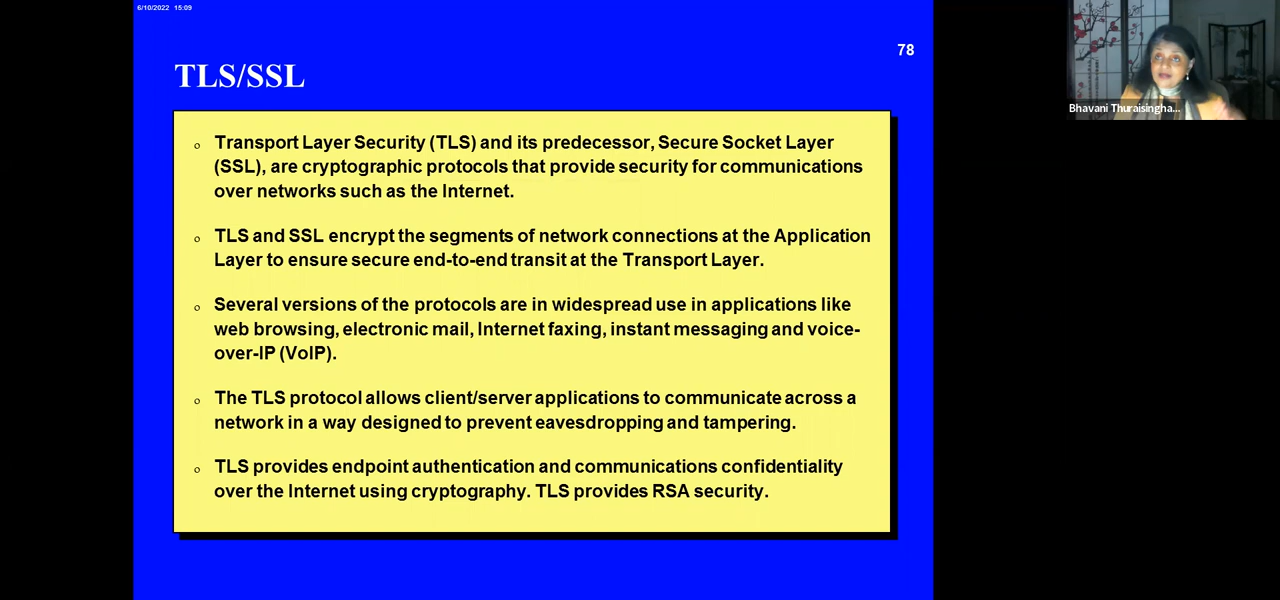 6/10/2022 15:09
78
TLS/SSL
Bhavani Thuraisingha...
o Transport Layer Security (TLS) and its predecessor, Secure Socket Layer
(SSL), are cryptographic protocols that provide security for communications
over networks such as the Internet.
o TLS and SSL encrypt the segments of network connections at the Application
Layer to ensure secure end-to-end transit at the Transport Layer.
o Several versions of the protocols are in widespread use in applications like
web browsing, electronic mail, Internet faxing, instant messaging and voice-
over-IP (VoIP).
o The TLS protocol allows client/server applications to communicate across a
network in a way designed to prevent eavesdropping and tampering.
o TLS provides endpoint authentication and communications confidentiality
over the Internet using cryptography. TLS provides RSA security.